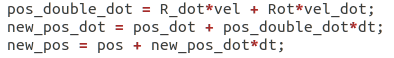 pos_double_dot = R_dot*vel + Rot*vel_dot;
new_pos_dot = pos_dot + pos_double_dot*dt;
new_pos = pos + new_pos_dot*dt;